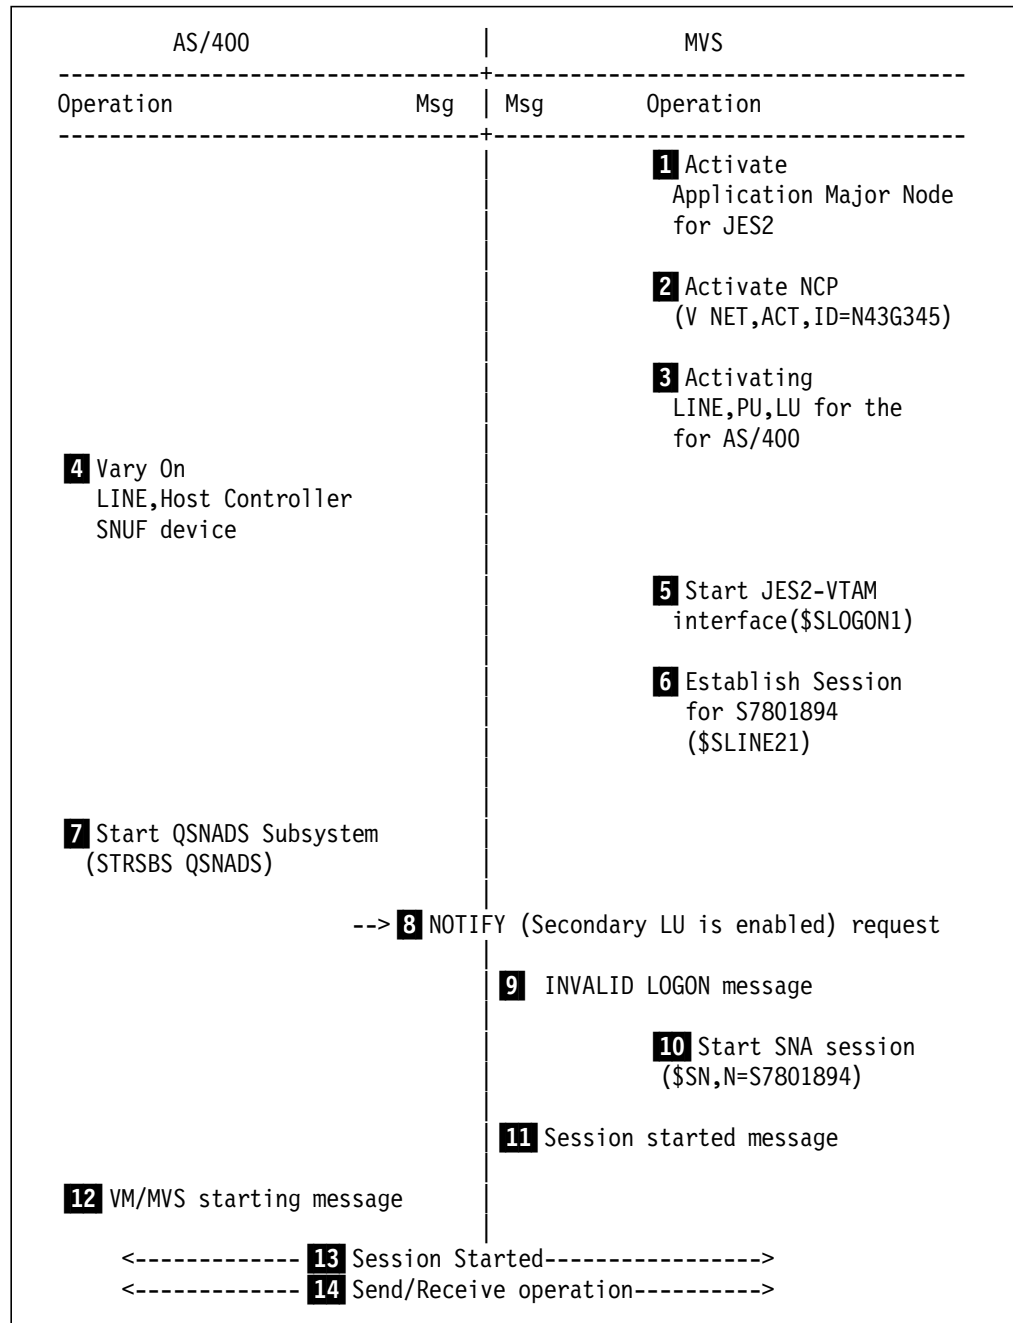 AS/400 | MVS
---------------------------------+-------------------------------------
Operation Msg | Msg Operation
---------------------------------+-------------------------------------
1 Activate
Application Major Node
for JES2
2 Activate NCP
(V NET,ACT,ID=N43G345)
3 Activating
LINE,PU,LU for the
for AS/400
4 Vary On
LINE,Host Controller
SNUF device
5 Start JES2-VTAM
interface($SLOGON1)
6 Establish Session
for S7801894
($SLINE21)
7 Start QSNADS Subsystem
(STRSBS QSNADS)
--> 8 NOTIFY (Secondary LU is enabled) request
9 INVALID LOGON message
10 Start SNA session
($SN,N=S7801894)
11 Session started message
12 VM/MVS starting message
<------------- 13 Session Started----------------->
<------------- 14 Send/Receive operation---------->